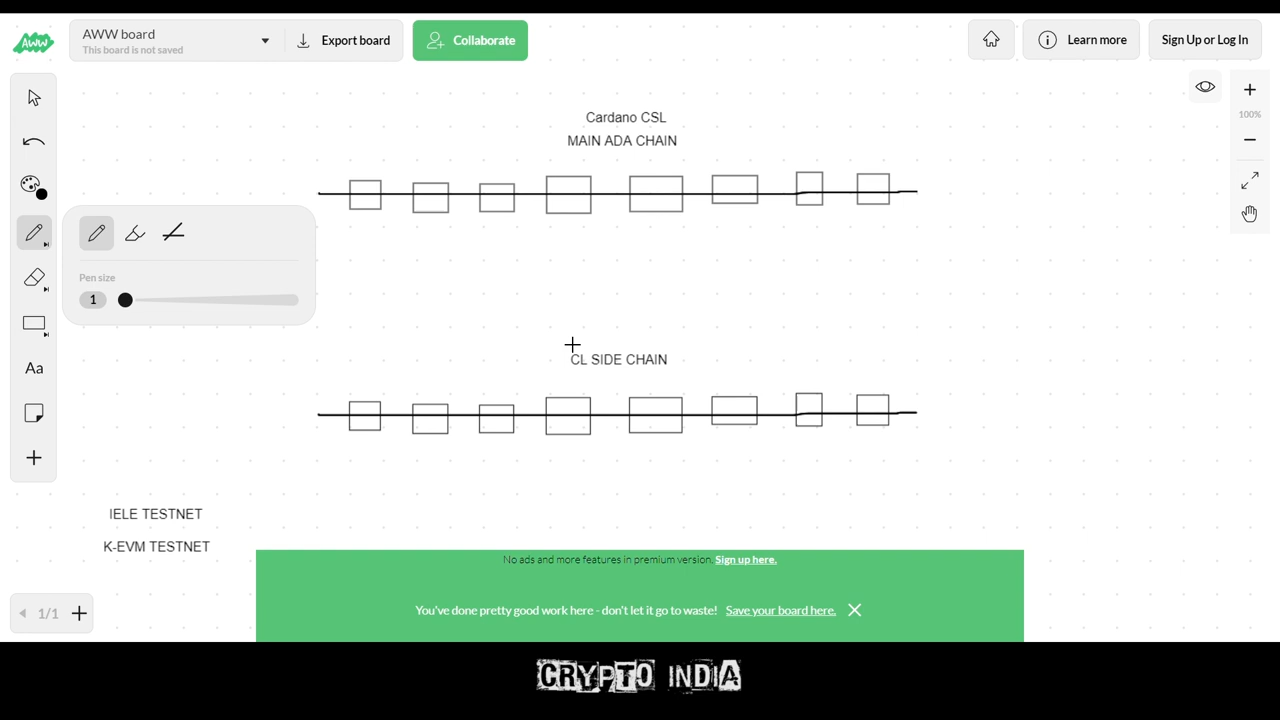 AWW
AWW board
This board is not saved
Export board
Collaborate
Learn more
Sign Up or Log In
100%
Cardano CSL
MAIN ADA CHAIN
Pen size
1
Aa
CL SIDE CHAIN
IELE TESTNET
K-EVM TESTNET
1/1
No ads and more features in premium version. Sign up here.
You've done pretty good work here - don't let it go to waste! Save your board here.
CRYPTO INDIA